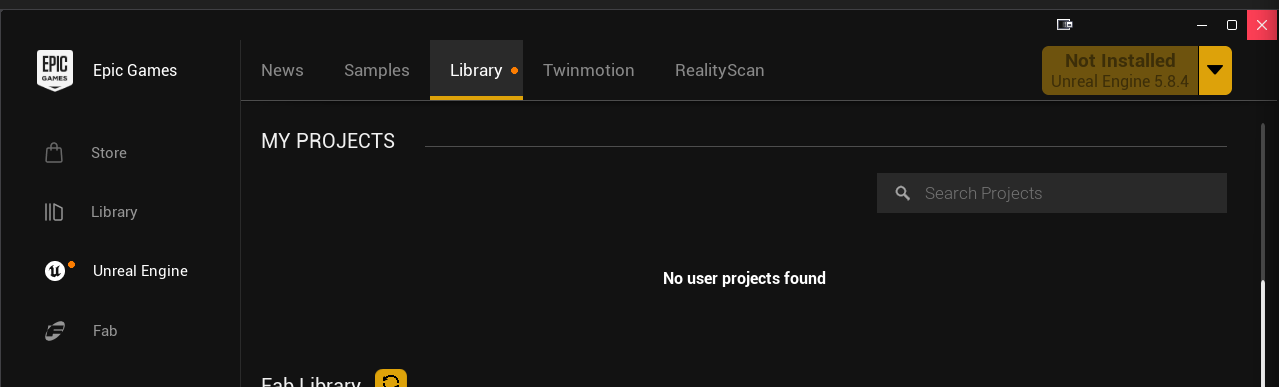 EPIC
GAMES
Epic Games
News
Samples
Library
Twinmotion
RealityScan
Not Installed
Unreal Engine 5.8.4
Store
Library
Unreal Engine
Fab
MY PROJECTS
Search Projects
No user projects found
Fab Library